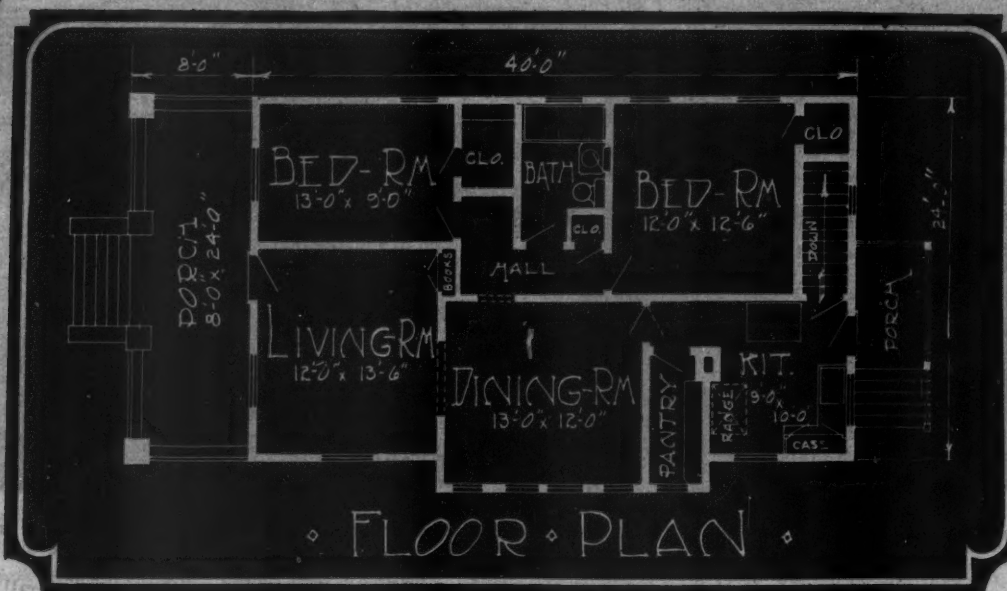 8'-0"
40'-0"
BED-RM
13'-0" x 9'-0"
CLO.
BATH
CLO.
BED-RM
12'-0" x 12'-6"
CLO
DOWN
24'-0"
PORCH
8'-0 x 24'-0"
BOOKS
HALL
PORCH
LIVING-RM
12'-0" x 13'-6"
DINING-RM
13'-0" x 12'-0"
PANTRY
RANGE
KIT.
9'-0" x
10'-0"
CASE
FLOOR · PLAN